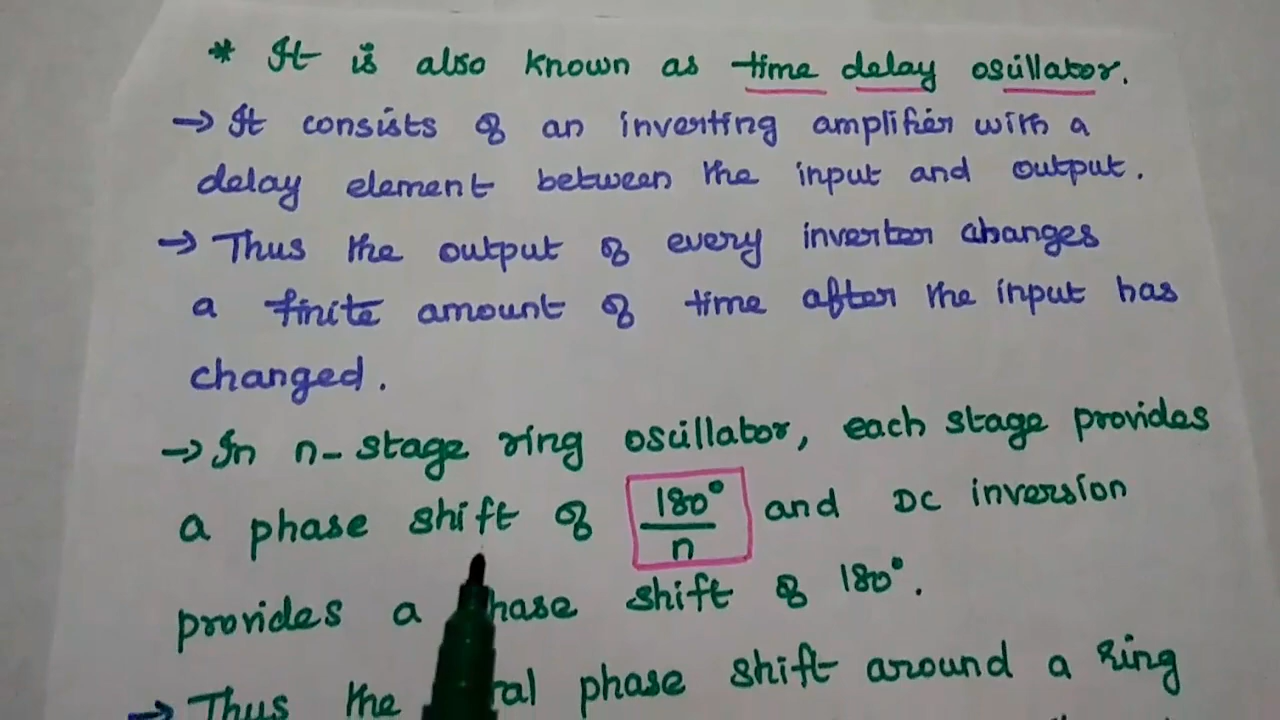 * It is also known as time delay oscillator.
→ It consists of an inverting amplifier with a
delay element between the input and output.
→ Thus the output of every inverter changes
a finite amount of time after the input has
changed.
→ In n-stage ring oscillator, each stage provides
a phase shift of 180°/n and DC inversion
provides a phase shift of 180°.
→ Thus the phase shift around a ring